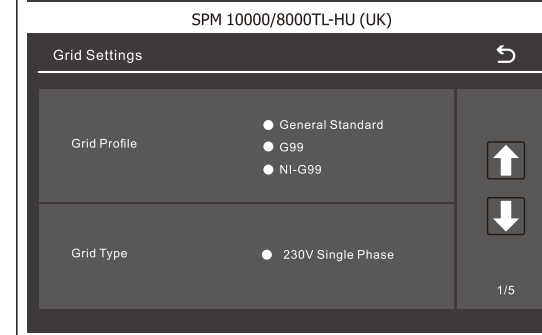 SPM 10000/8000TL-HU (UK)
Grid Settings
Grid Profile
General Standard
G99
NI-G99
Grid Type
230V Single Phase
1/5